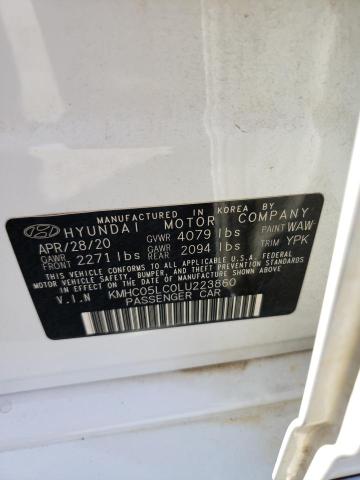 MANUFACTURED IN KOREA BY
HYUNDAI MOTOR COMPANY
APR/28/20 GVWR 4079 lbs PAINT WAW
GAWR FRONT 2271 lbs GAWR REAR 2094 lbs TRIM YPK
THIS VEHICLE CONFORMS TO ALL APPLICABLE U.S.A. FEDERAL
MOTOR VEHICLE SAFETY, BUMPER, AND THEFT PREVENTION STANDARDS
IN EFFECT ON THE DATE OF MANUFACTURE SHOWN ABOVE.
V.I.N KMHC05LC0LU223860
PASSENGER CAR